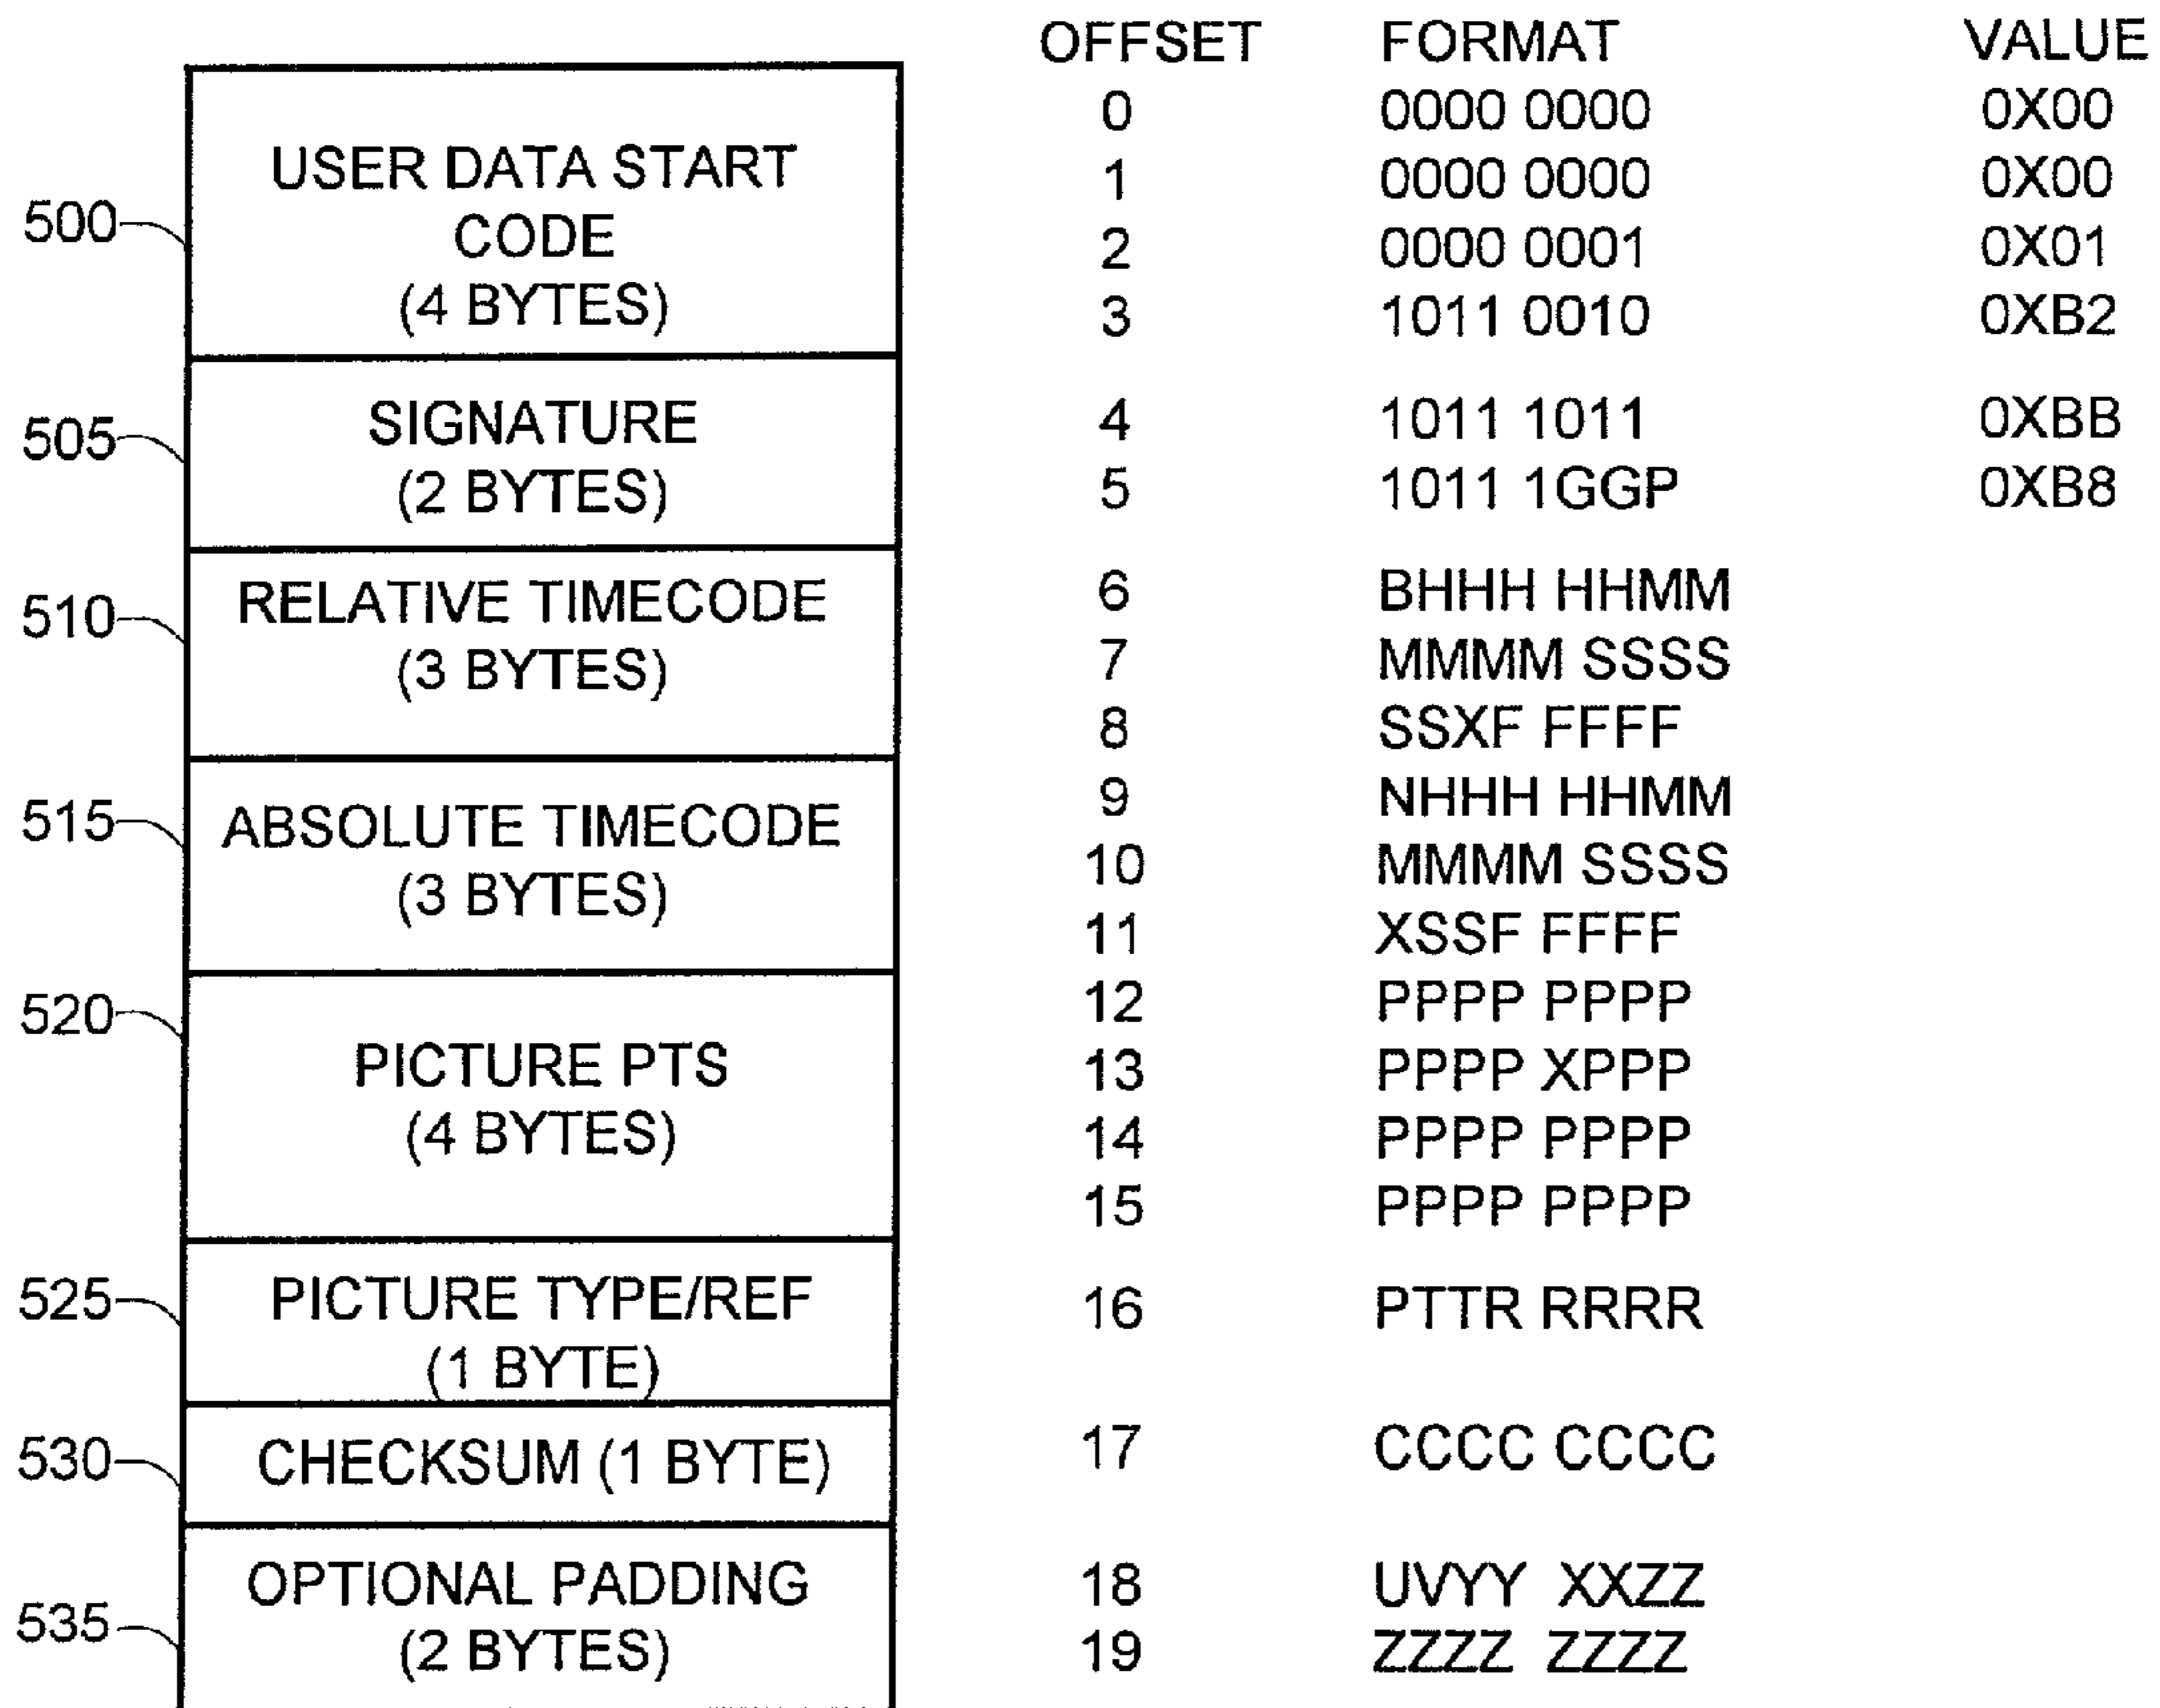 OFFSET FORMAT VALUE
0 0000 0000 0X00
USER DATA START 1 0000 0000 0X00
500 CODE 2 0000 0001 0X01
(4 BYTES) 3 1011 0010 0XB2
SIGNATURE 4 1011 1011 0XBB
505
(2 BYTES) 5 1011 1GGP 0XB8
RELATIVE TIMECODE 6 BHHH HHMM
510
(3 BYTES) 7 MMMM SSSS
8 SSXF FFFF
9 NHHH HHMM
515 ABSOLUTE TIMECODE
10 MMMM SSSS
(3 BYTES)
11 XSSF FFFF
520 12 PPPP PPPP
PICTURE PTS 13 PPPP XPPP
(4 BYTES) 14 PPPP PPPP
15 PPPP PPPP
525 PICTURE TYPE/REF 16 PTTR RRRR
(1 BYTE)
530 CHECKSUM (1 BYTE) 17 CCCC CCCC
OPTIONAL PADDING 18 UVYY XXZZ
535
(2 BYTES) 19 ZZZZ ZZZZ